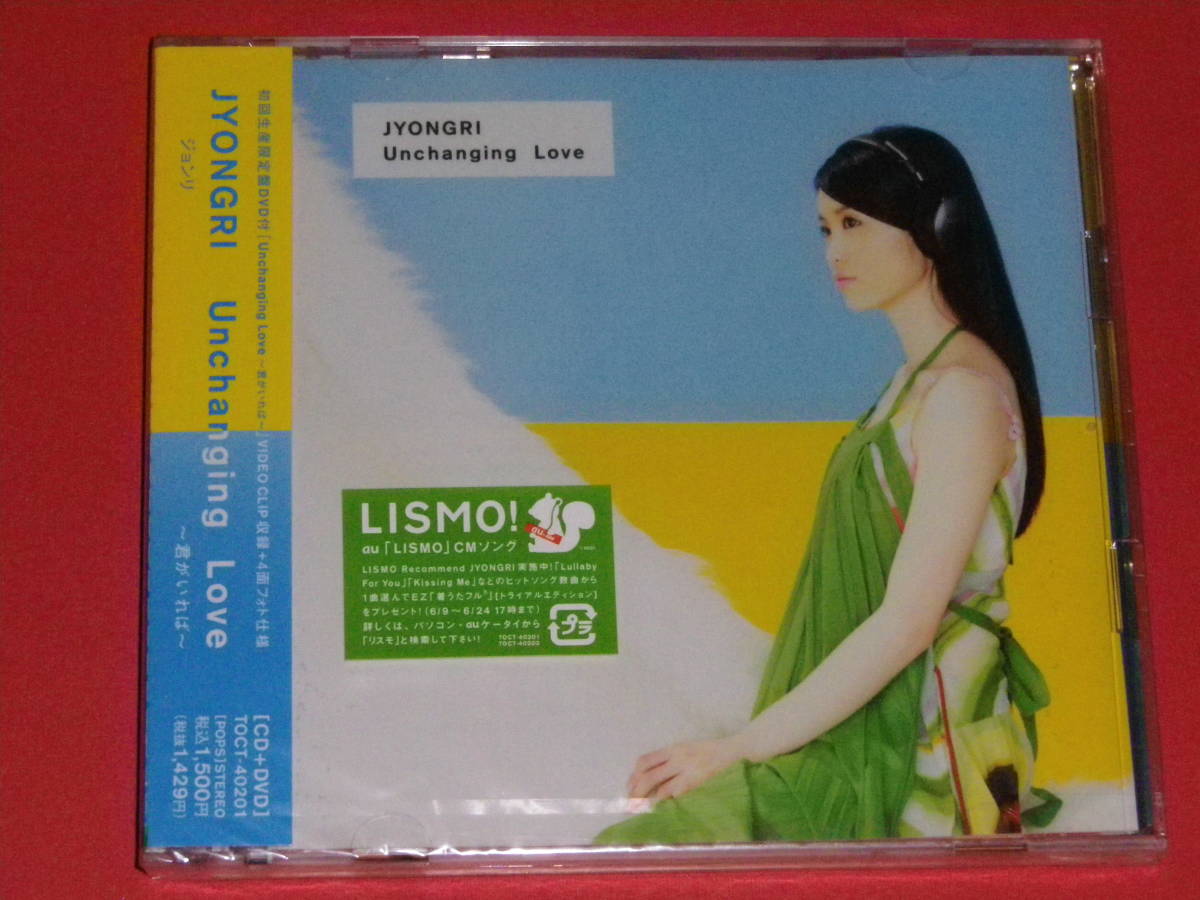 初回生産限定盤DVD付「Unchanging Love ～君がいれば～」VIDEO CLIP 収録+4面フォト仕様
JYONGRI Unchanging Love
ジョンリ
～君がいれば～
[CD+DVD]
TOCT-40201
[POPS] STEREO
税込1,500円
(税抜1,429円)
JYONGRI
Unchanging Love
LISMO!
au
au「LISMO」CMソング
LISMO Recommend JYONGRI 実施中!「Lullaby
For You」「Kissing Me」などのヒットソング数曲から
1曲選んでEZ「着うたフル®」[トライアルエディション]
をプレゼント!(6/9～6/24 17時まで)
詳しくは、パソコン・auケータイから
「リスモ」と検索して下さい!
TOCT-40201
TOCT-40202
プラ